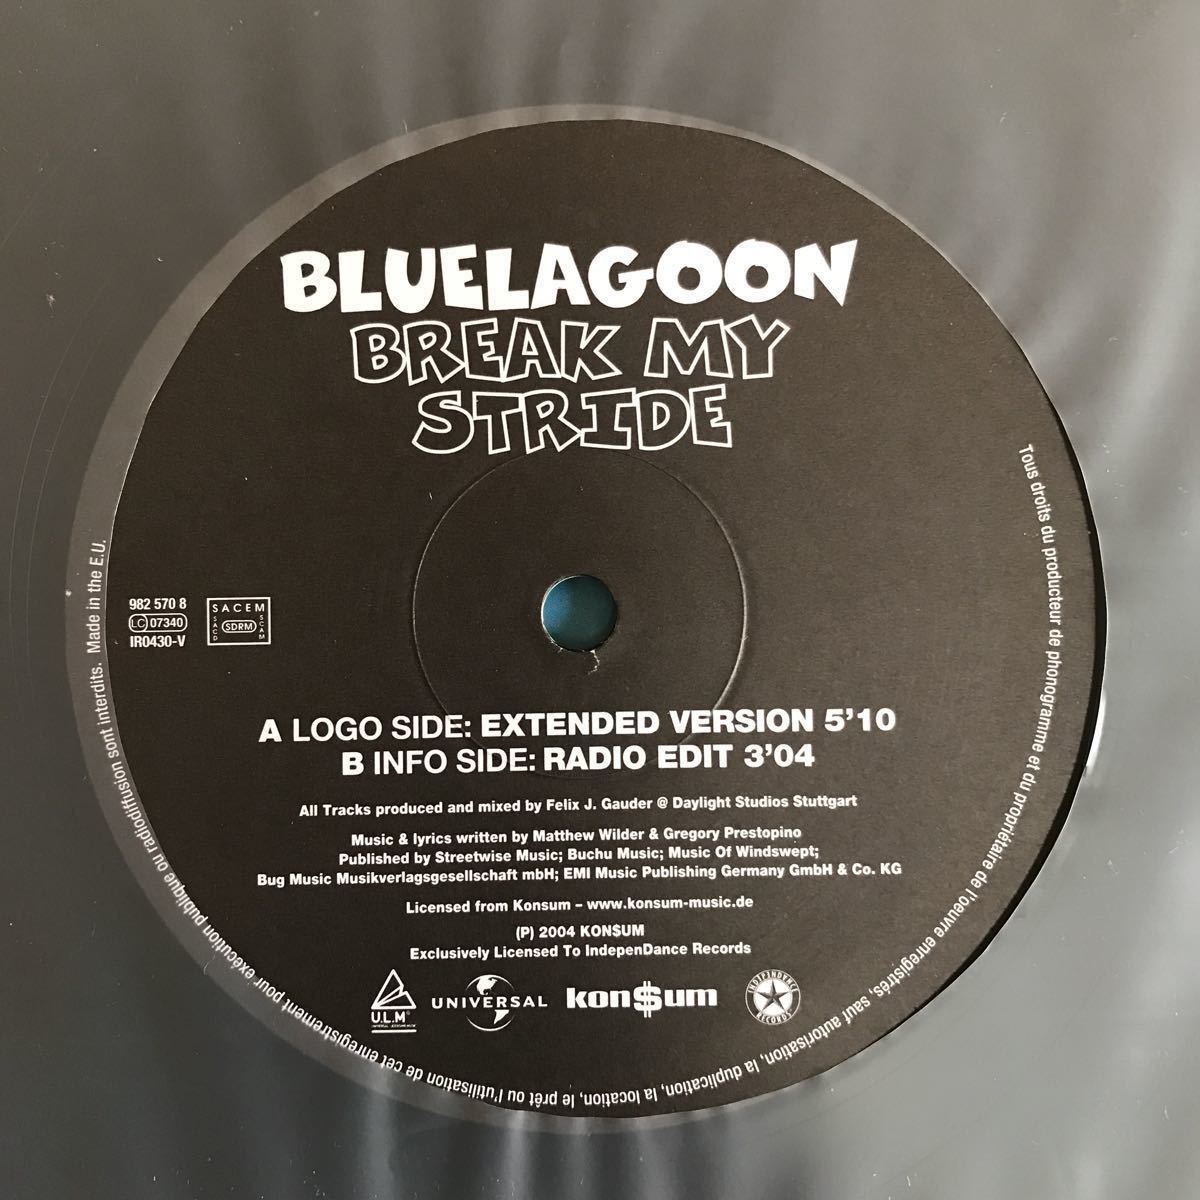 BLUELAGOON
BREAK MY
STRIDE
982 570 8
LC 07340
IR0430-V
SACEM
SACD
SDRM
SCAM
A LOGO SIDE: EXTENDED VERSION 5'10
B INFO SIDE: RADIO EDIT 3'04
All Tracks produced and mixed by Felix J. Gauder @ Daylight Studios Stuttgart
Music & lyrics written by Matthew Wilder & Gregory Prestopino
Published by Streetwise Music; Buchu Music; Music Of Windswept;
Bug Music Musikverlagsgesellschaft mbH; EMI Music Publishing Germany GmbH & Co. KG
Licensed from Konsum – www.konsum-music.de
(P) 2004 KON$UM
Exclusively Licensed To IndepenDance Records
U.L.M®
UNIVERSAL
kon$um
INDEPENDANCE
RECORDS
Tous droits du producteur de phonogramme et du propriétaire de l'oeuvre enregistrés, sauf autorisation, la duplication, la location, le prêt ou l'utilisation de cet enregistrement pour exécution publique ou radiodiffusion sont interdits. Made in the E.U.